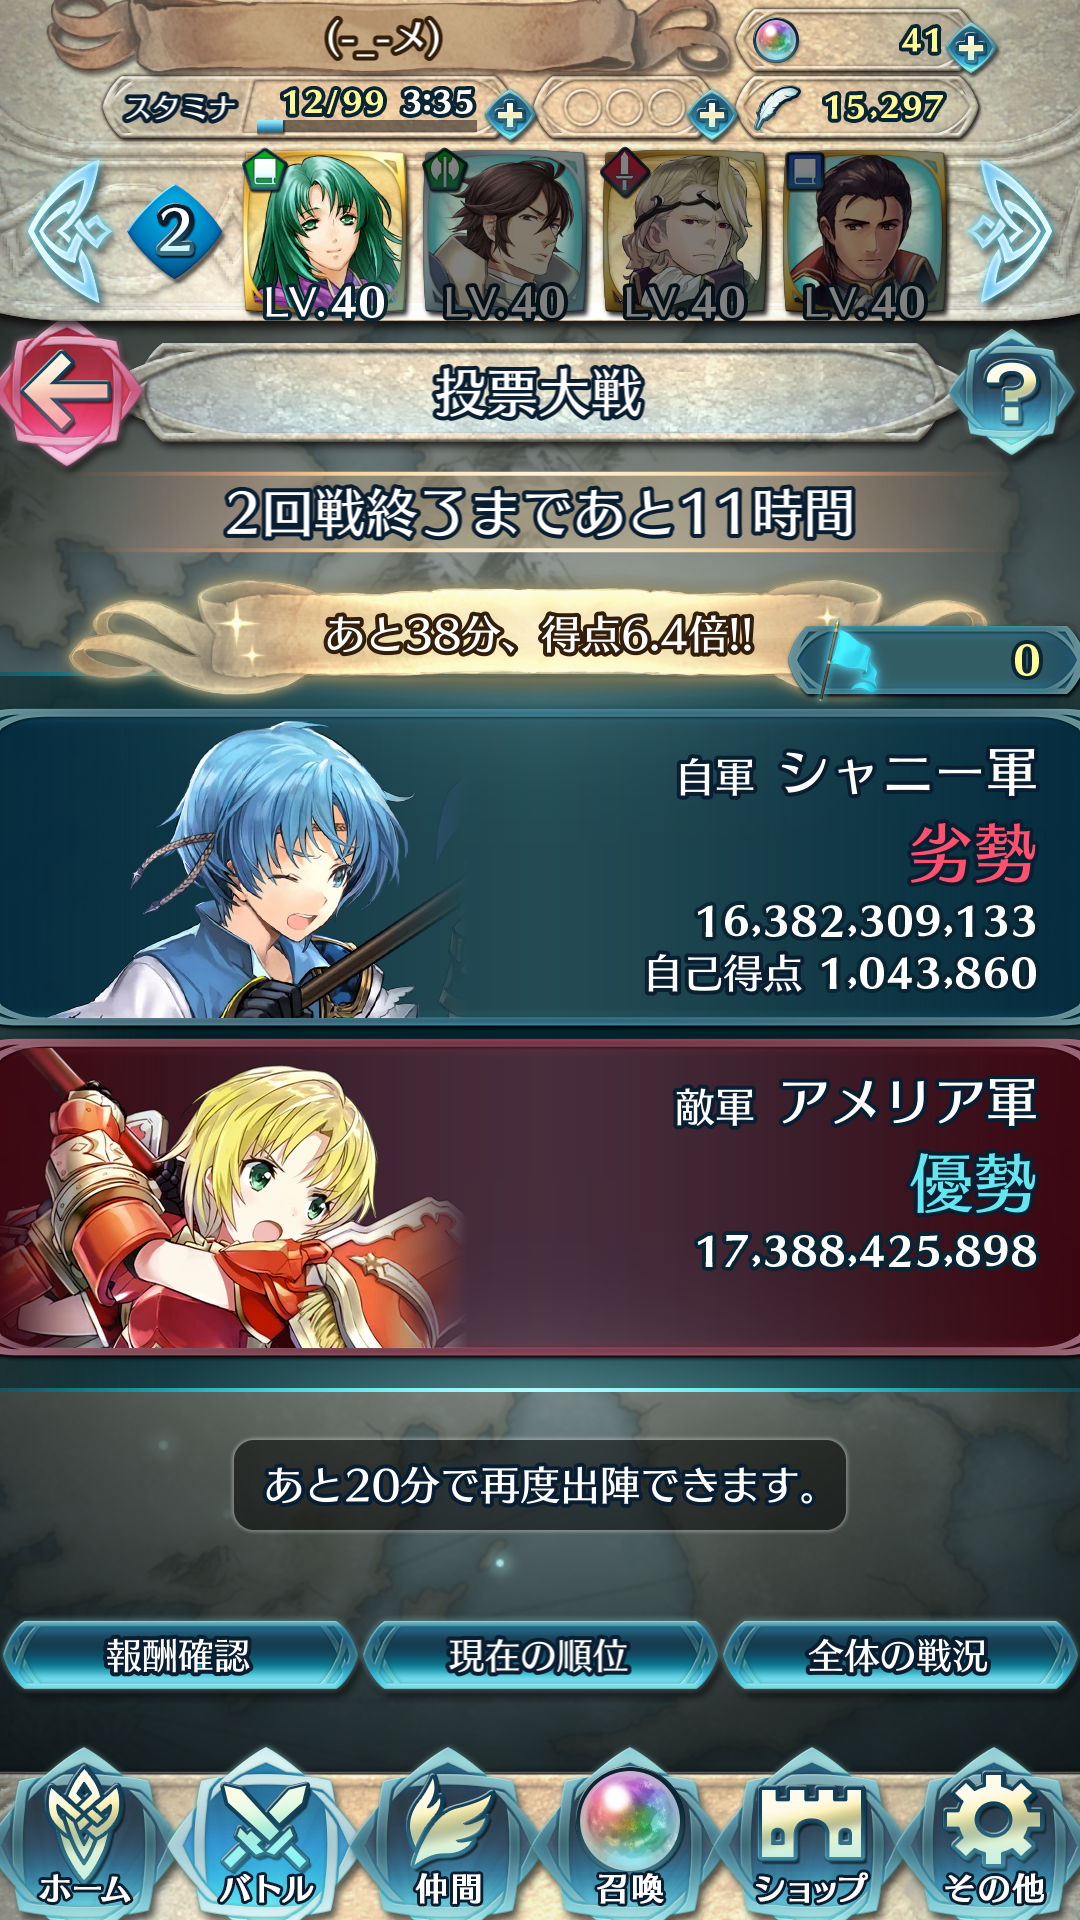 (-_-メ)
41
スタミナ 12/99 3:35
15,297
2
LV.40 LV.40 LV.40 LV.40
投票大戦
?
2回戦終了まであと11時間
あと38分、得点6.4倍!!
0
自軍 シャニー軍
劣勢
16,382,309,133
自己得点 1,043,860
敵軍 アメリア軍
優勢
17,388,425,898
あと20分で再度出陣できます。
報酬確認 現在の順位 全体の戦況
ホーム バトル 仲間 召喚 ショップ その他